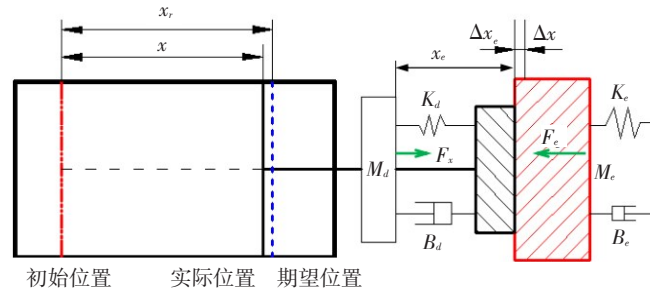 x_r
x
x_e
Δx_e
Δx
K_d
K_e
F_x
F_e
M_d
M_e
B_d
B_e
初始位置
实际位置
期望位置